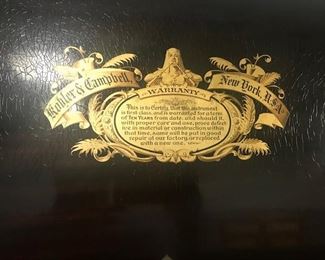 Kohler & Campbell,
New York, U.S.A.
WARRANTY
This is to Certify, that this instrument
is first class, and is warranted for a term
of TEN YEARS from date, and should it,
with proper care and use, prove defect
ive in material or construction within
that time, same will be put in good
repair at our factory, or replaced
with a new one.